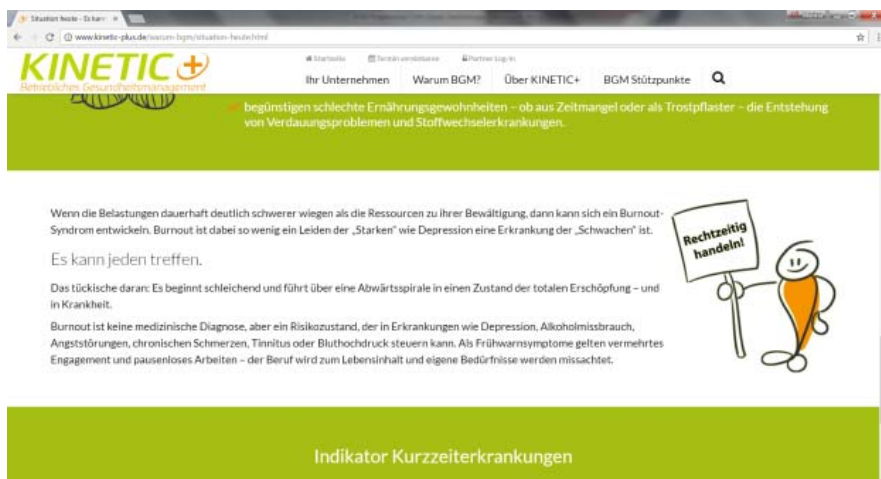 Situation heute - Es kann
www.kinetic-plus.de/warum-bgm/situation-heute.html
KINETIC+
Betriebliches Gesundheitsmanagement
Startseite Termin vereinbaren Partner Log-In
Ihr Unternehmen Warum BGM? Über KINETIC+ BGM Stützpunkte
begünstigen schlechte Ernährungsgewohnheiten – ob aus Zeitmangel oder als Trostpflaster – die Entstehung
von Verdauungsproblemen und Stoffwechselerkrankungen.
Wenn die Belastungen dauerhaft deutlich schwerer wiegen als die Ressourcen zu ihrer Bewältigung, dann kann sich ein Burnout-
Syndrom entwickeln. Burnout ist dabei so wenig ein Leiden der „Starken“ wie Depression eine Erkrankung der „Schwachen“ ist.
Rechtzeitig
handeln!
Es kann jeden treffen.
Das tückische daran: Es beginnt schleichend und führt über eine Abwärtsspirale in einen Zustand der totalen Erschöpfung – und
in Krankheit.
Burnout ist keine medizinische Diagnose, aber ein Risikozustand, der in Erkrankungen wie Depression, Alkoholmissbrauch,
Angststörungen, chronischen Schmerzen, Tinnitus oder Bluthochdruck steuern kann. Als Frühwarnsymptome gelten vermehrtes
Engagement und pausenloses Arbeiten – der Beruf wird zum Lebensinhalt und eigene Bedürfnisse werden missachtet.
Indikator Kurzzeiterkrankungen